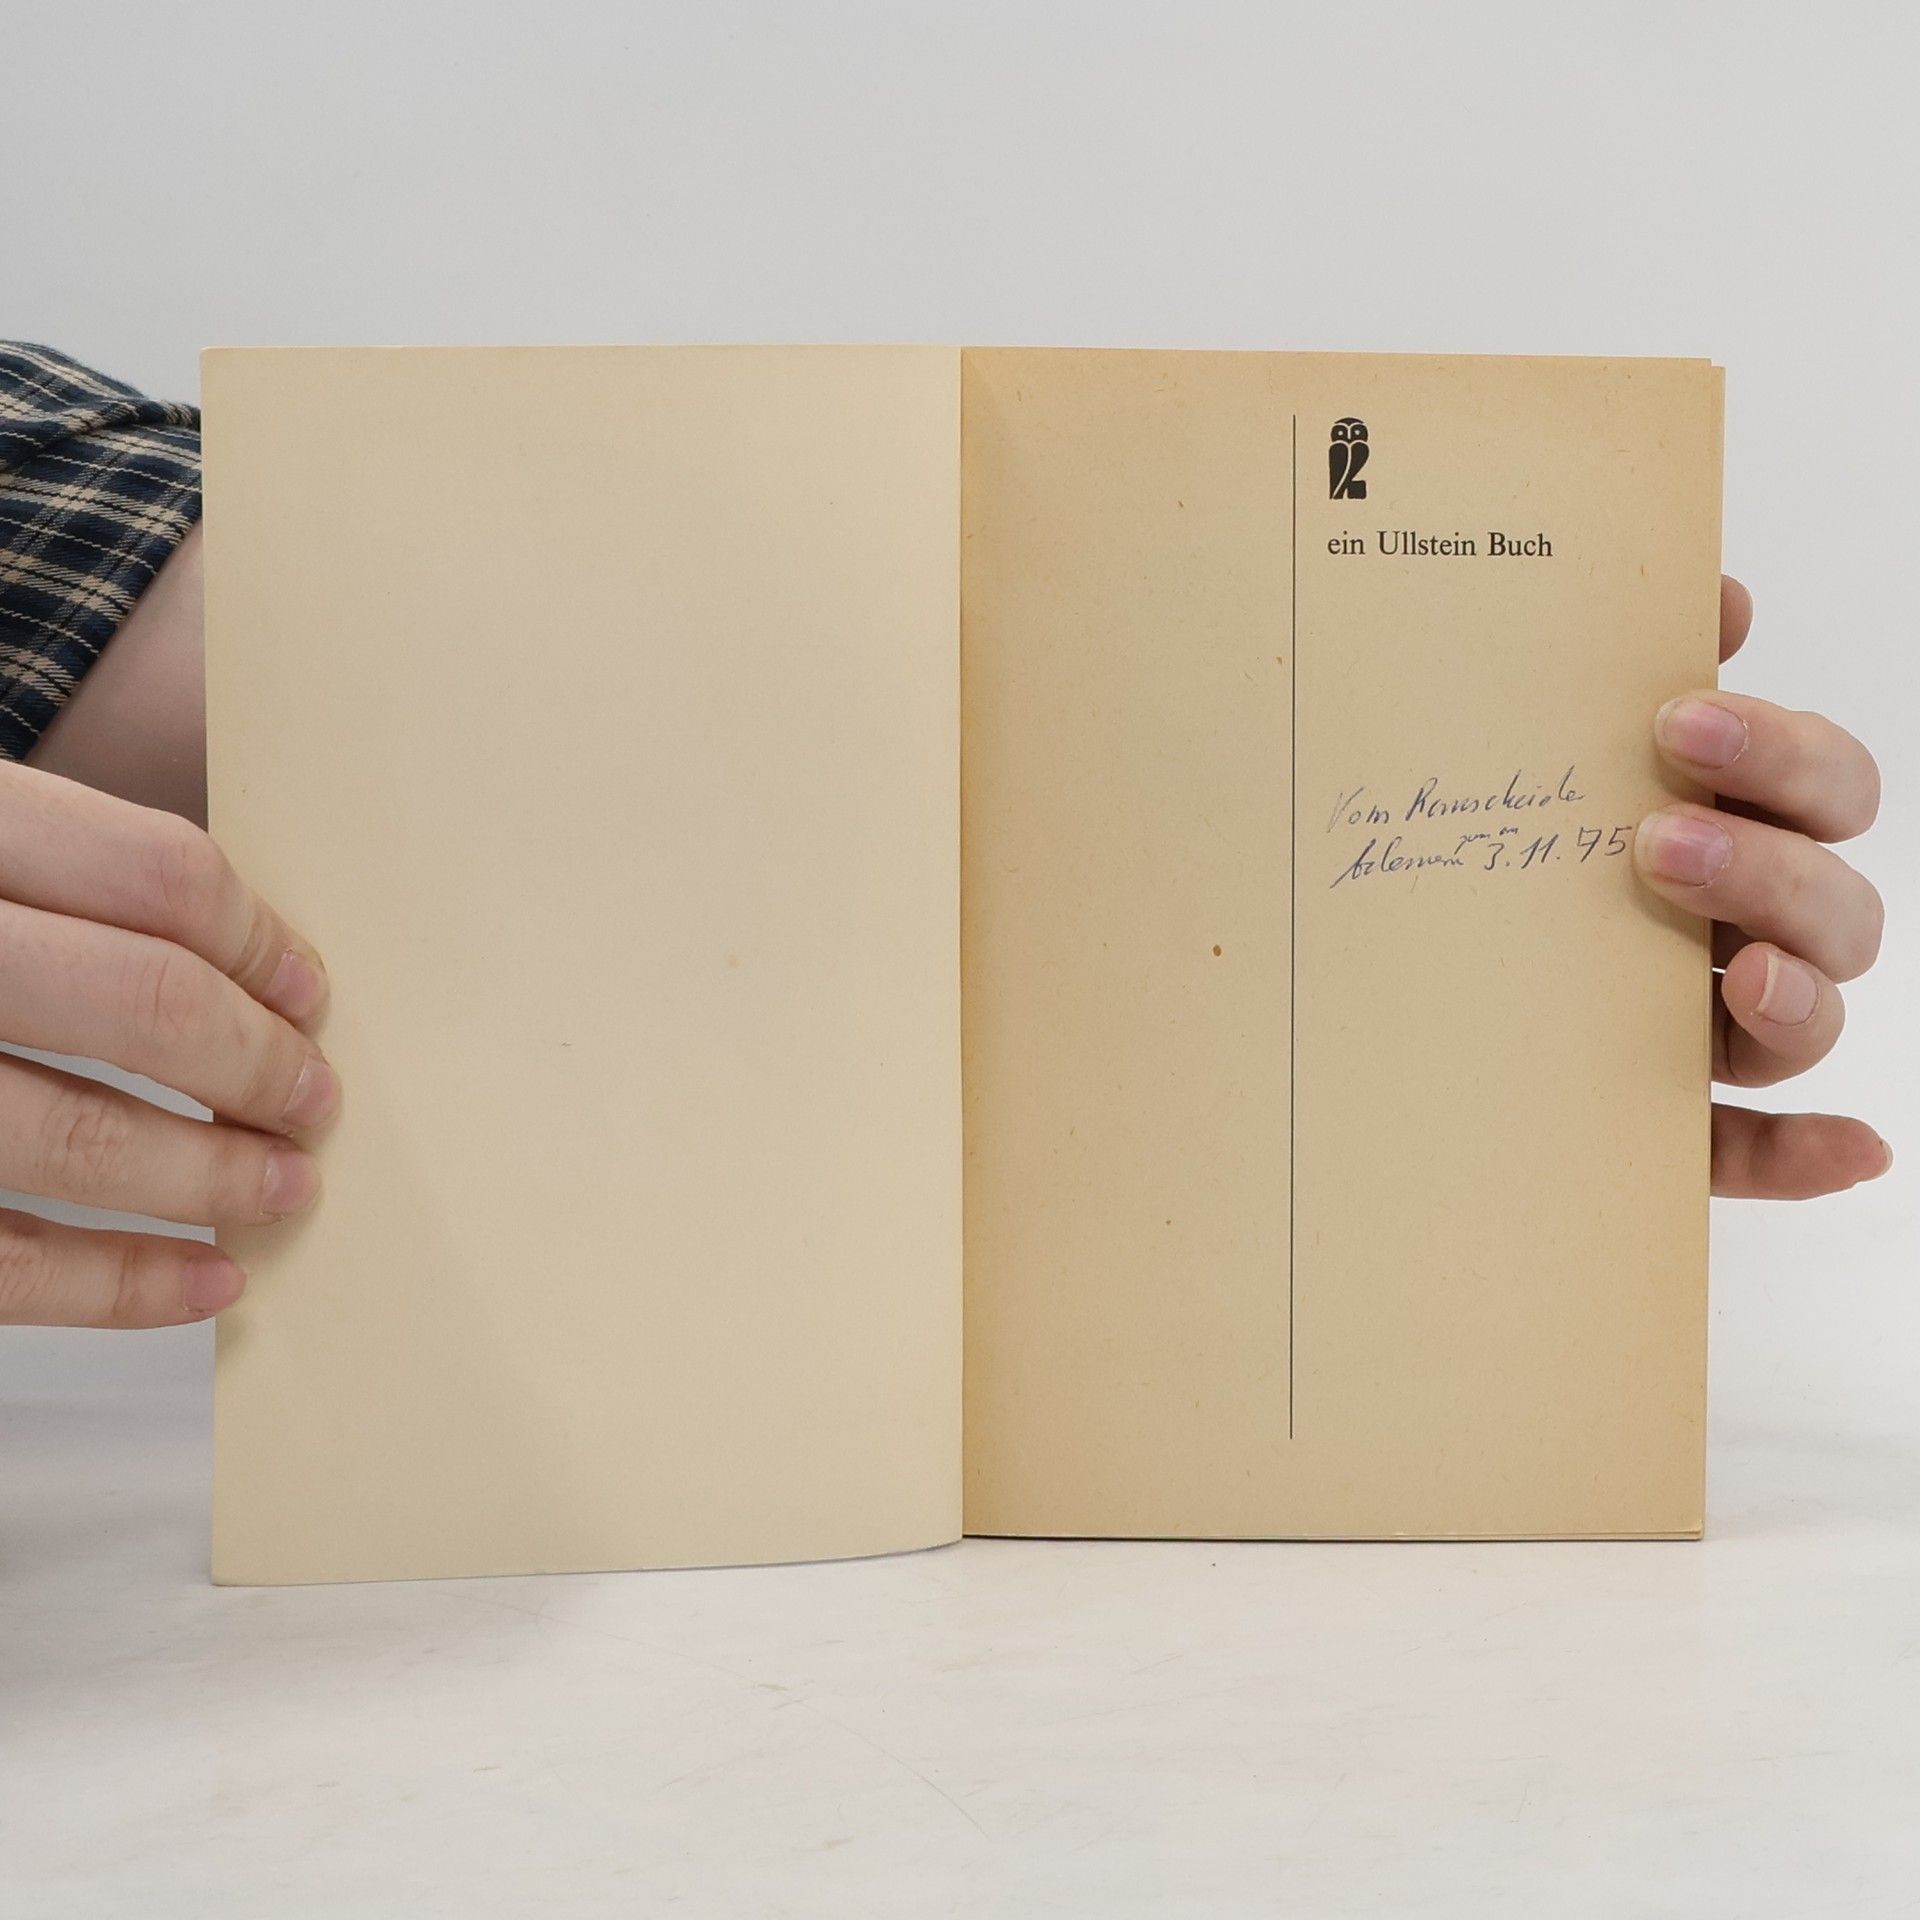 ein Ullstein Buch
Vom Remscheider
3.11.75